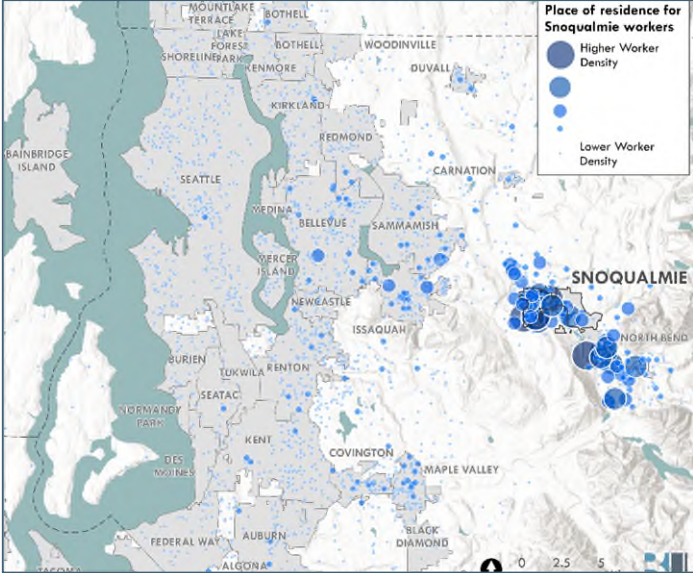 Place of residence for
Snoqualmie workers
Higher Worker
Density
Lower Worker
Density
MOUNTLAKE
TERRACE
BOTHELL
LAKE
FOREST
PARK
SHORELINE
BOTHELL
KENMORE
WOODINVILLE
DUVALL
KIRKLAND
REDMOND
BAINBRIDGE
ISLAND
SEATTLE
CARNATION
MEDINA
BELLEVUE
SAMMAMISH
MERCER
ISLAND
SNOQUALMIE
NEWCASTLE
ISSAQUAH
NORTH BEND
BURIEN
TUKWILA
RENTON
SEATAC
NORMANDY
PARK
KENT
COVINGTON
DES
MOINES
MAPLE VALLEY
BLACK
DIAMOND
FEDERAL WAY
AUBURN
ALGONA
TACOMA
0 2.5 5